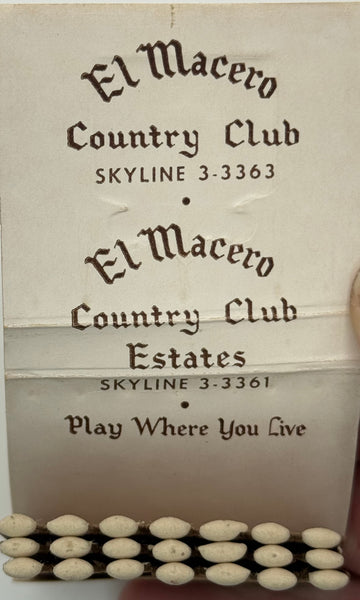 El Macero
Country Club
SKYLINE 3-3363
•
El Macero
Country Club
Estates
SKYLINE 3-3361
•
Play Where You Live